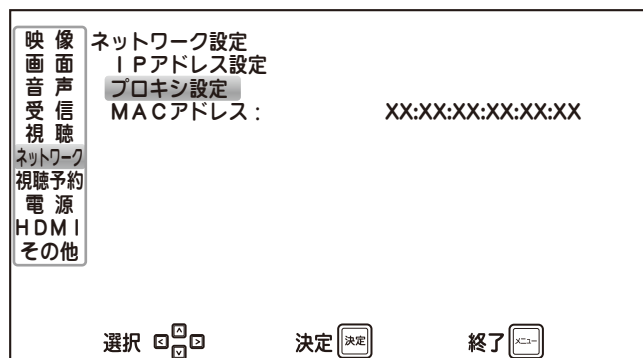 映 像
画 面
音 声
受 信
視 聴
ネットワーク
視聴予約
電 源
HDMI
その他
ネットワーク設定
IPアドレス設定
プロキシ設定
MACアドレス: XX:XX:XX:XX:XX:XX
選択 決定 決定 終了 メニュー